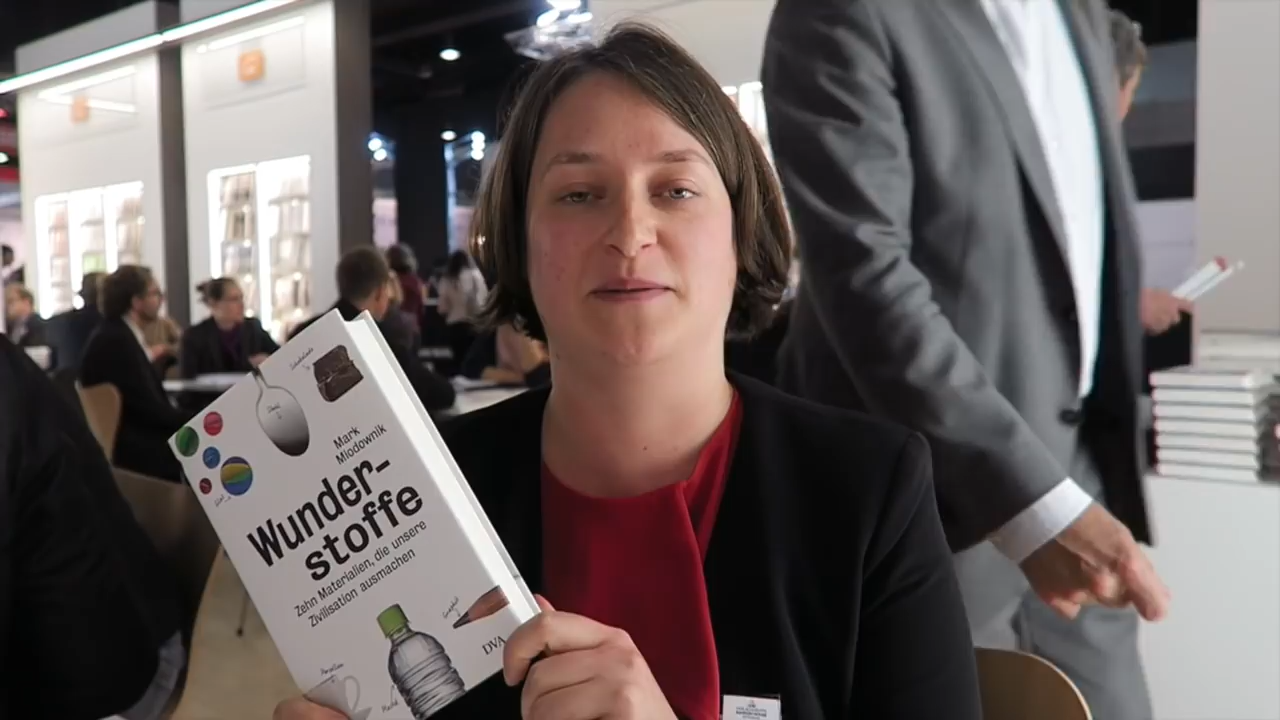 Mark
Miodownik
Wunder-
stoffe
Zehn Materialien, die unsere
Zivilisation ausmachen
DVA